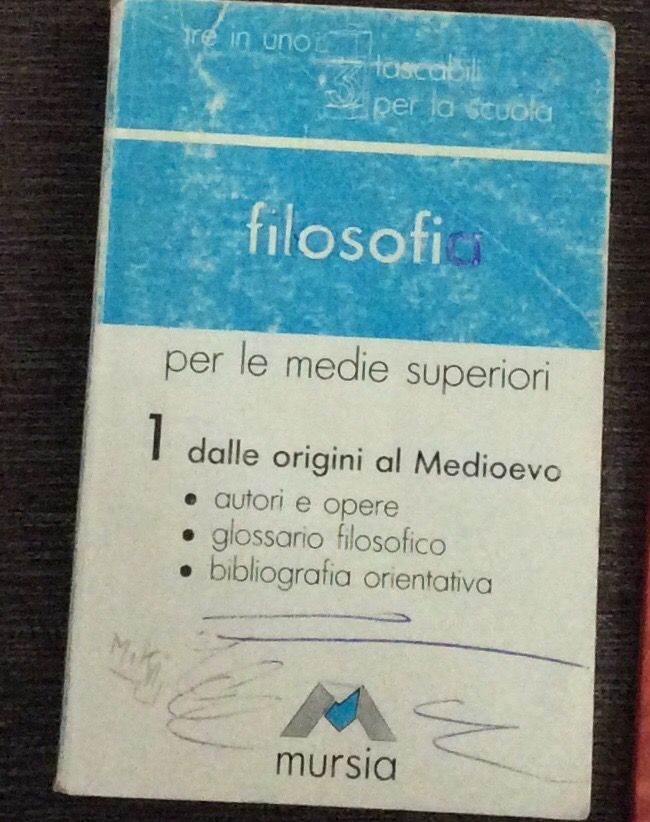 tre in uno
3 tascabili
per la scuola
filosofia
per le medie superiori
1 dalle origini al Medioevo
• autori e opere
• glossario filosofico
• bibliografia orientativa
mursia